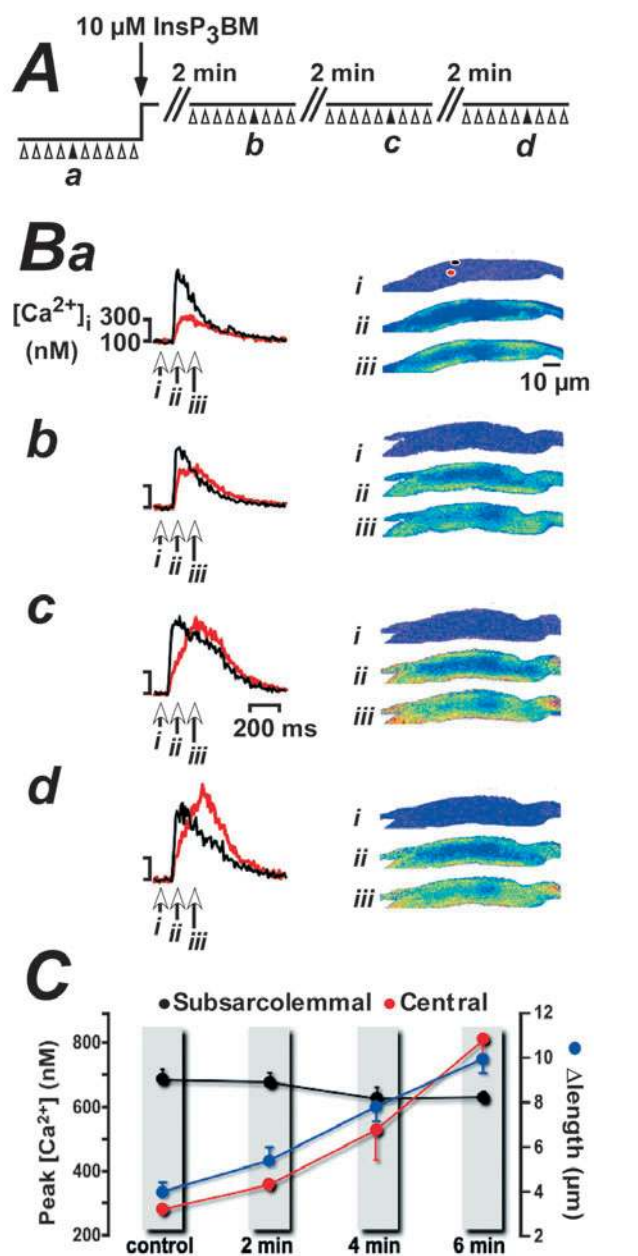 A
10 µM InsP3BM
2 min 2 min 2 min
a b c d
Ba
[Ca2+]i 300
(nM) 100
i ii iii
i
ii
iii
10 µm
b
i ii iii
i
ii
iii
c
i ii iii
200 ms
i
ii
iii
d
i ii iii
i
ii
iii
C
Subsarcolemmal Central
Peak [Ca2+] (nM)
800
600
400
200
12
10
8
6
4
2
Δlength (µm)
control 2 min 4 min 6 min